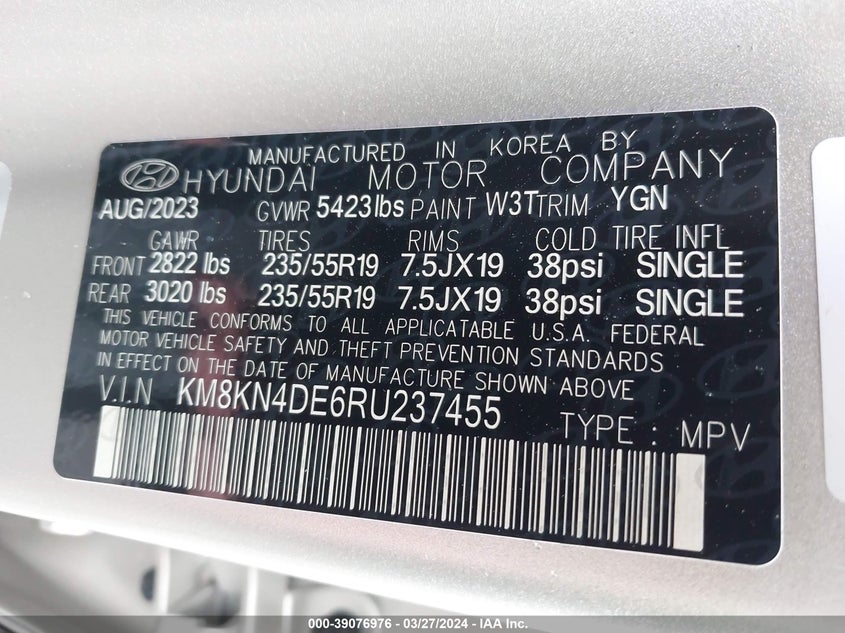 MANUFACTURED IN KOREA BY
HYUNDAI MOTOR COMPANY
AUG/2023 GVWR 5423lbs PAINT W3T TRIM YGN
GAWR TIRES RIMS COLD TIRE INFL
FRONT 2822 lbs 235/55R19 7.5JX19 38psi SINGLE
REAR 3020 lbs 235/55R19 7.5JX19 38psi SINGLE
THIS VEHICLE CONFORMS TO ALL APPLICATABLE U.S.A. FEDERAL
MOTOR VEHICLE SAFETY AND THEFT PREVENTION STANDARDS
IN EFFECT ON THE DATE OF MANUFACTURE SHOWN ABOVE
V.I.N KM8KN4DE6RU237455
TYPE : MPV
000-39076976 - 03/27/2024 - IAA Inc.